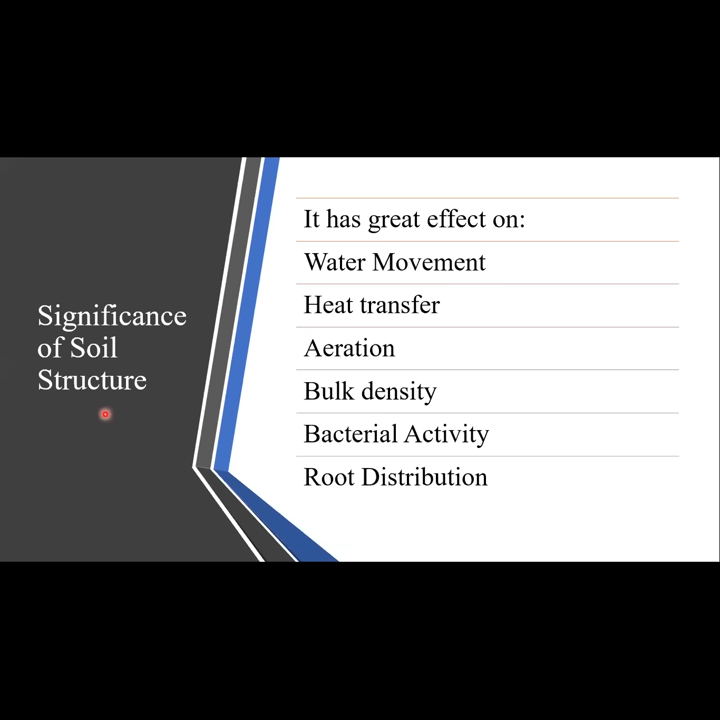 Significance
of Soil
Structure
It has great effect on:
Water Movement
Heat transfer
Aeration
Bulk density
Bacterial Activity
Root Distribution